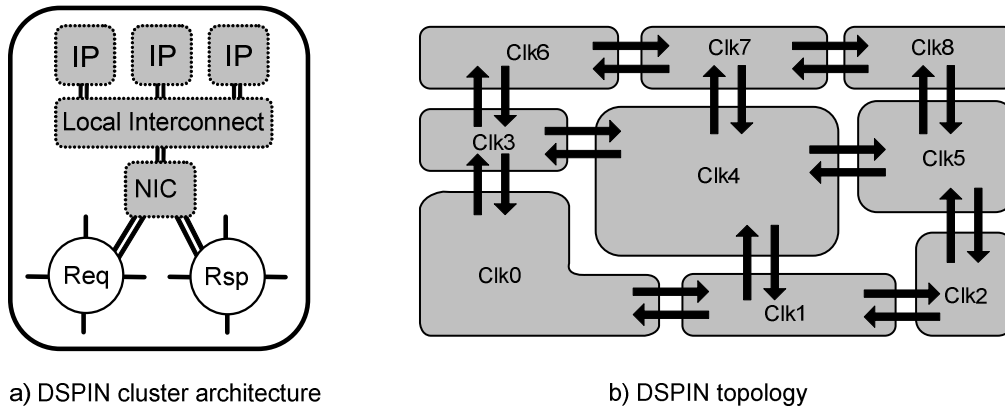 IP IP IP
Local Interconnect
NIC
Req Rsp
a) DSPIN cluster architecture
Clk6 Clk7 Clk8
Clk3 Clk4 Clk5
Clk0 Clk1 Clk2
b) DSPIN topology